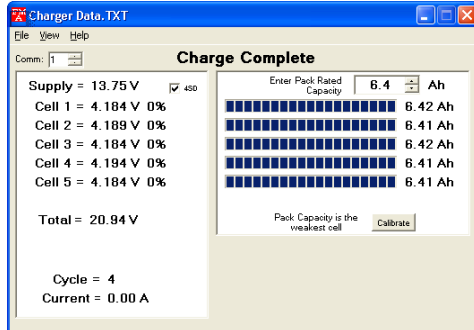 Charger Data.TXT
File View Help
Comm: 1
Charge Complete
Supply = 13.75 V 4SO
Cell 1 = 4.184 V 0%
Cell 2 = 4.189 V 0%
Cell 3 = 4.184 V 0%
Cell 4 = 4.194 V 0%
Cell 5 = 4.184 V 0%
Total = 20.94 V
Cycle = 4
Current = 0.00 A
Enter Pack Rated
Capacity
6.4 Ah
6.42 Ah
6.41 Ah
6.42 Ah
6.41 Ah
6.41 Ah
Pack Capacity is the
weakest cell
Calibrate